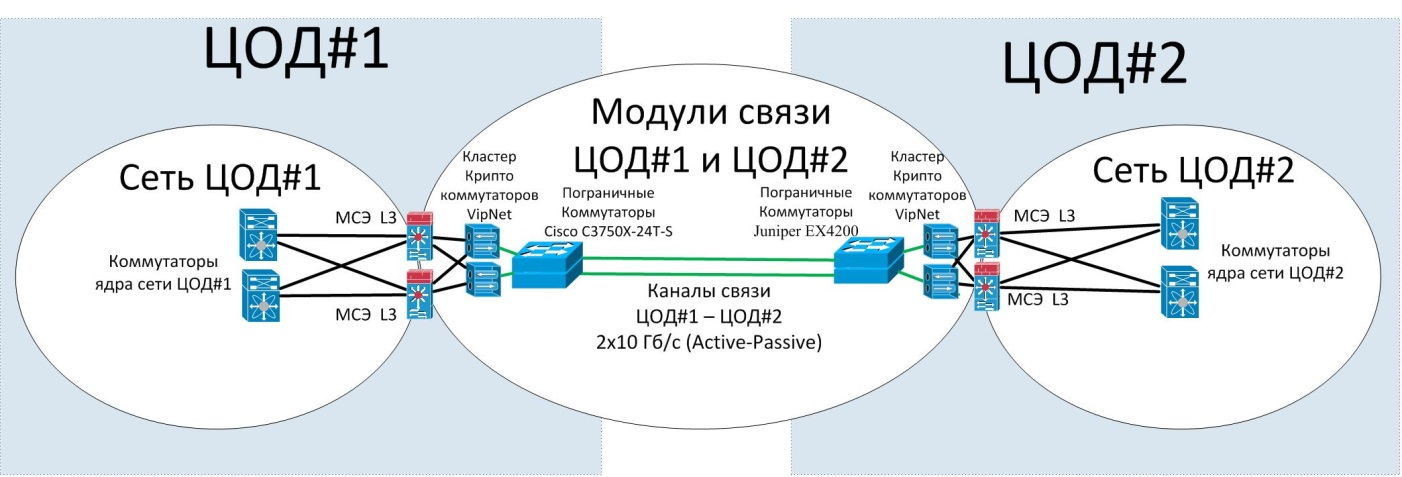 ЦОД#1
ЦОД#2
Модули связи
ЦОД#1 и ЦОД#2
Сеть ЦОД#1
МСЭ L3
Коммутаторы
ядра сети ЦОД#1
МСЭ L3
Кластер
Крипто
коммутаторов
VipNet
Пограничные
Коммутаторы
Cisco C3750X-24T-S
Пограничные
Коммутаторы
Juniper EX4200
Кластер
Крипто
коммутаторов
VipNet
Каналы связи
ЦОД#1 – ЦОД#2
2x10 Гб/с (Active-Passive)
Сеть ЦОД#2
МСЭ L3
Коммутаторы
ядра сети ЦОД#2
МСЭ L3